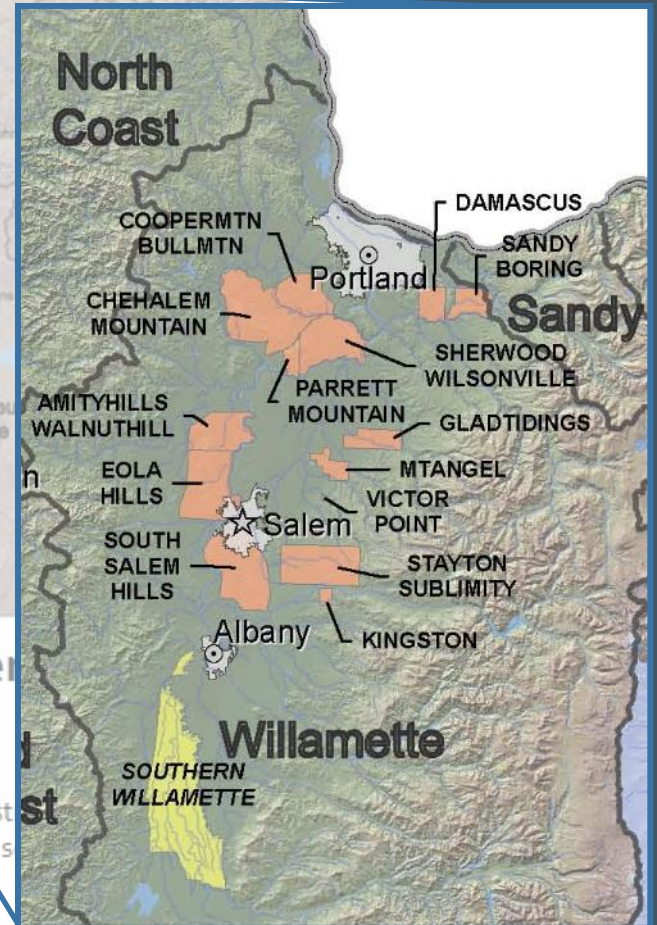 North
Coast
DAMASCUS
COOPERMTN
BULLMTN
SANDY
BORING
Portland
Sandy
CHEHALEM
MOUNTAIN
SHERWOOD
WILSONVILLE
PARRETT
MOUNTAIN
AMITYHILLS
WALNUTHILL
GLADTIDINGS
EOLA
HILLS
MTANGEL
VICTOR
POINT
Salem
SOUTH
SALEM
HILLS
STAYTON
SUBLIMITY
Albany
KINGSTON
Willamette
SOUTHERN
WILLAMETTE